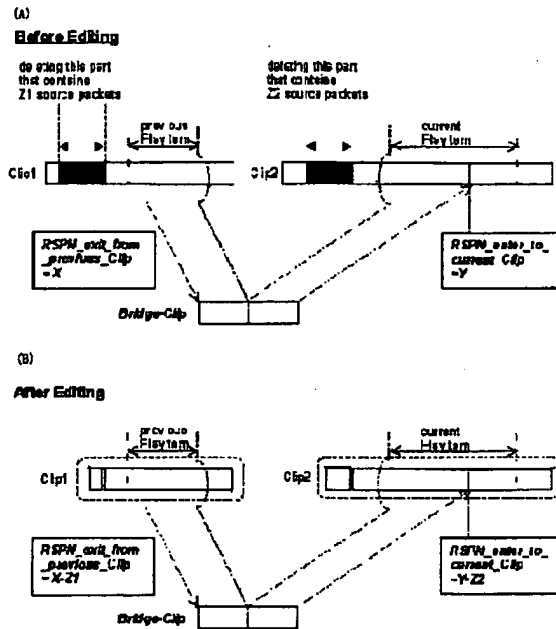 (A)
Before Editing
deleting this part
that contains
Z1 source packets
deleting this part
that contains
Z2 source packets
previous
PlayItem
current
PlayItem
Clip1
Clip2
RSPN_exit_from
_previous_Clip
=X
RSPN_enter_to_
current_Clip
=Y
Bridge-Clip
(B)
After Editing
previous
PlayItem
current
PlayItem
Clip1
Clip2
RSPN_exit_from
_previous_Clip
=X-Z1
RSPN_enter_to_
current_Clip
=Y-Z2
Bridge-Clip